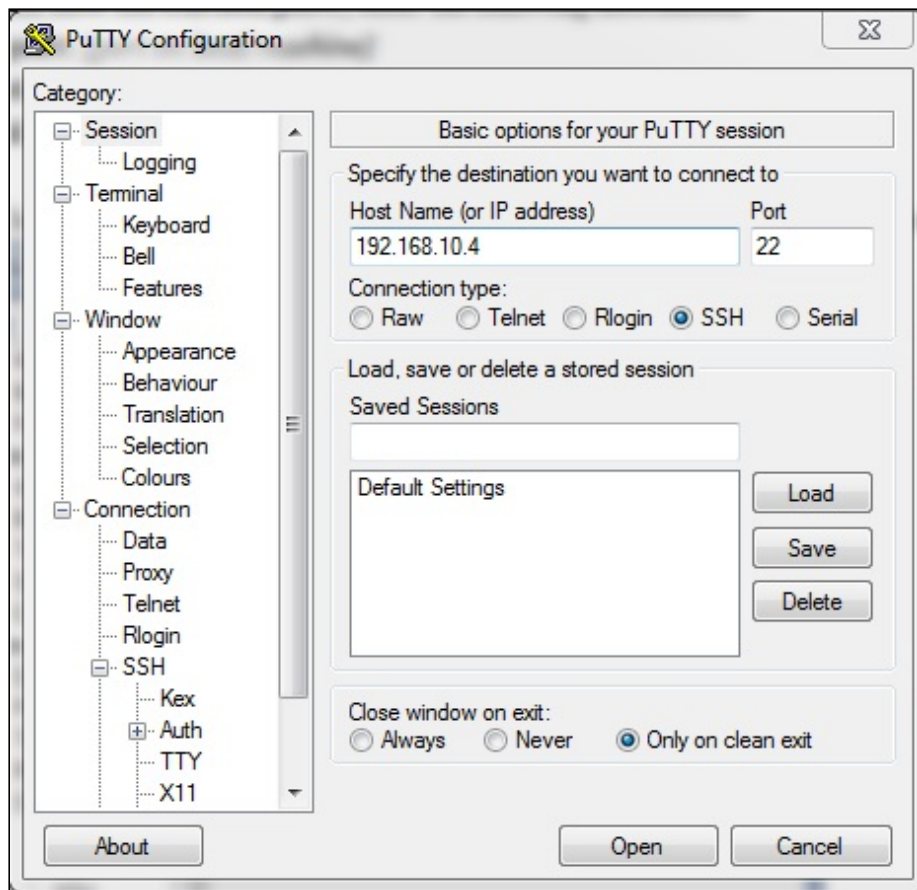 PuTTY Configuration
Category:
Session
Logging
Terminal
Keyboard
Bell
Features
Window
Appearance
Behaviour
Translation
Selection
Colours
Connection
Data
Proxy
Telnet
Rlogin
SSH
Kex
Auth
TTY
X11
Basic options for your PuTTY session
Specify the destination you want to connect to
Host Name (or IP address) Port
192.168.10.4 22
Connection type:
Raw Telnet Rlogin SSH Serial
Load, save or delete a stored session
Saved Sessions
Default Settings
Load
Save
Delete
Close window on exit:
Always Never Only on clean exit
About Open Cancel